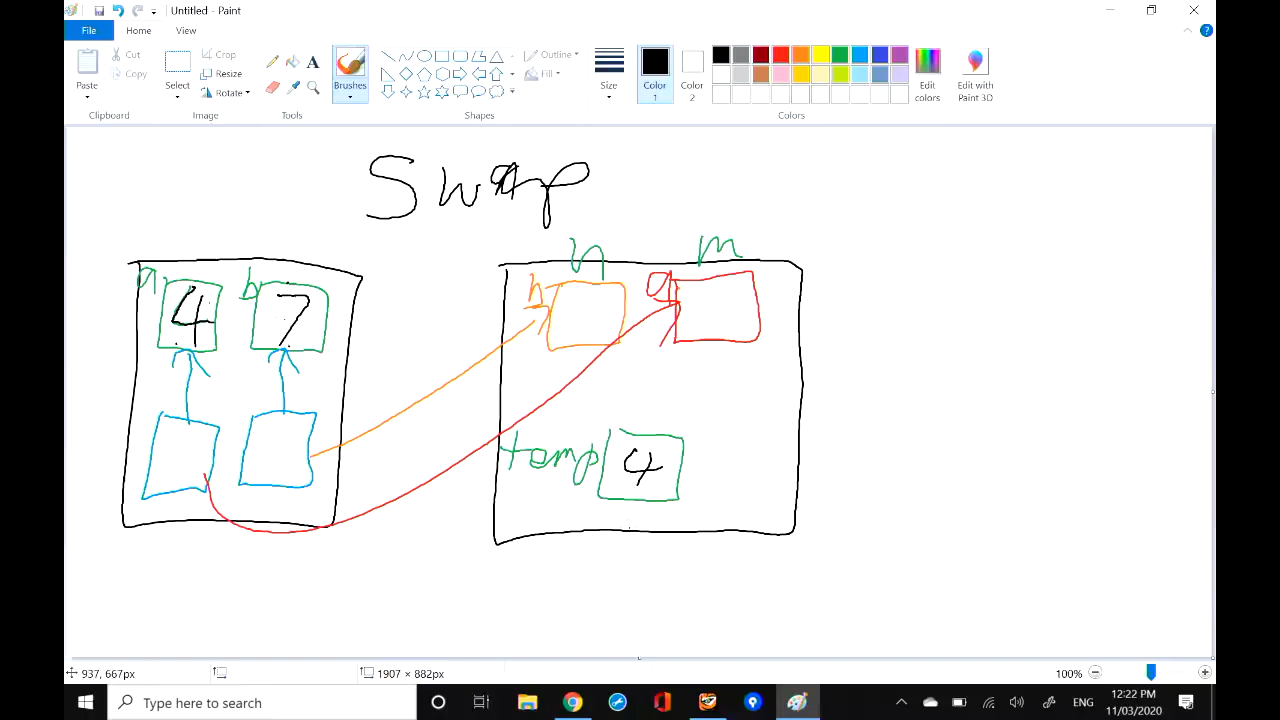 Untitled - Paint
File Home View
Paste
Cut
Copy
Clipboard
Select
Crop
Resize
Rotate
Image
A
Tools
Brushes
Shapes
Outline
Fill
Size
Color 1
Color 2
Colors
Edit colors
Edit with Paint 3D
Swap
n m
a 4 b 7
temp 4
937, 667px
1907 × 882px
100%
Type here to search
ENG
12:22 PM
11/03/2020